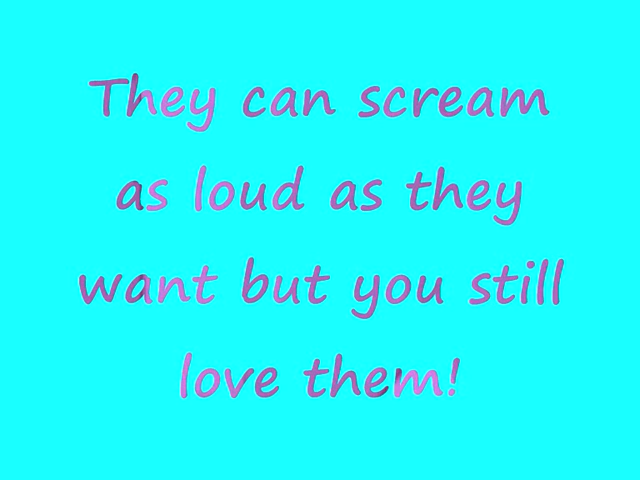 They can scream
as loud as they
want but you still
love them!